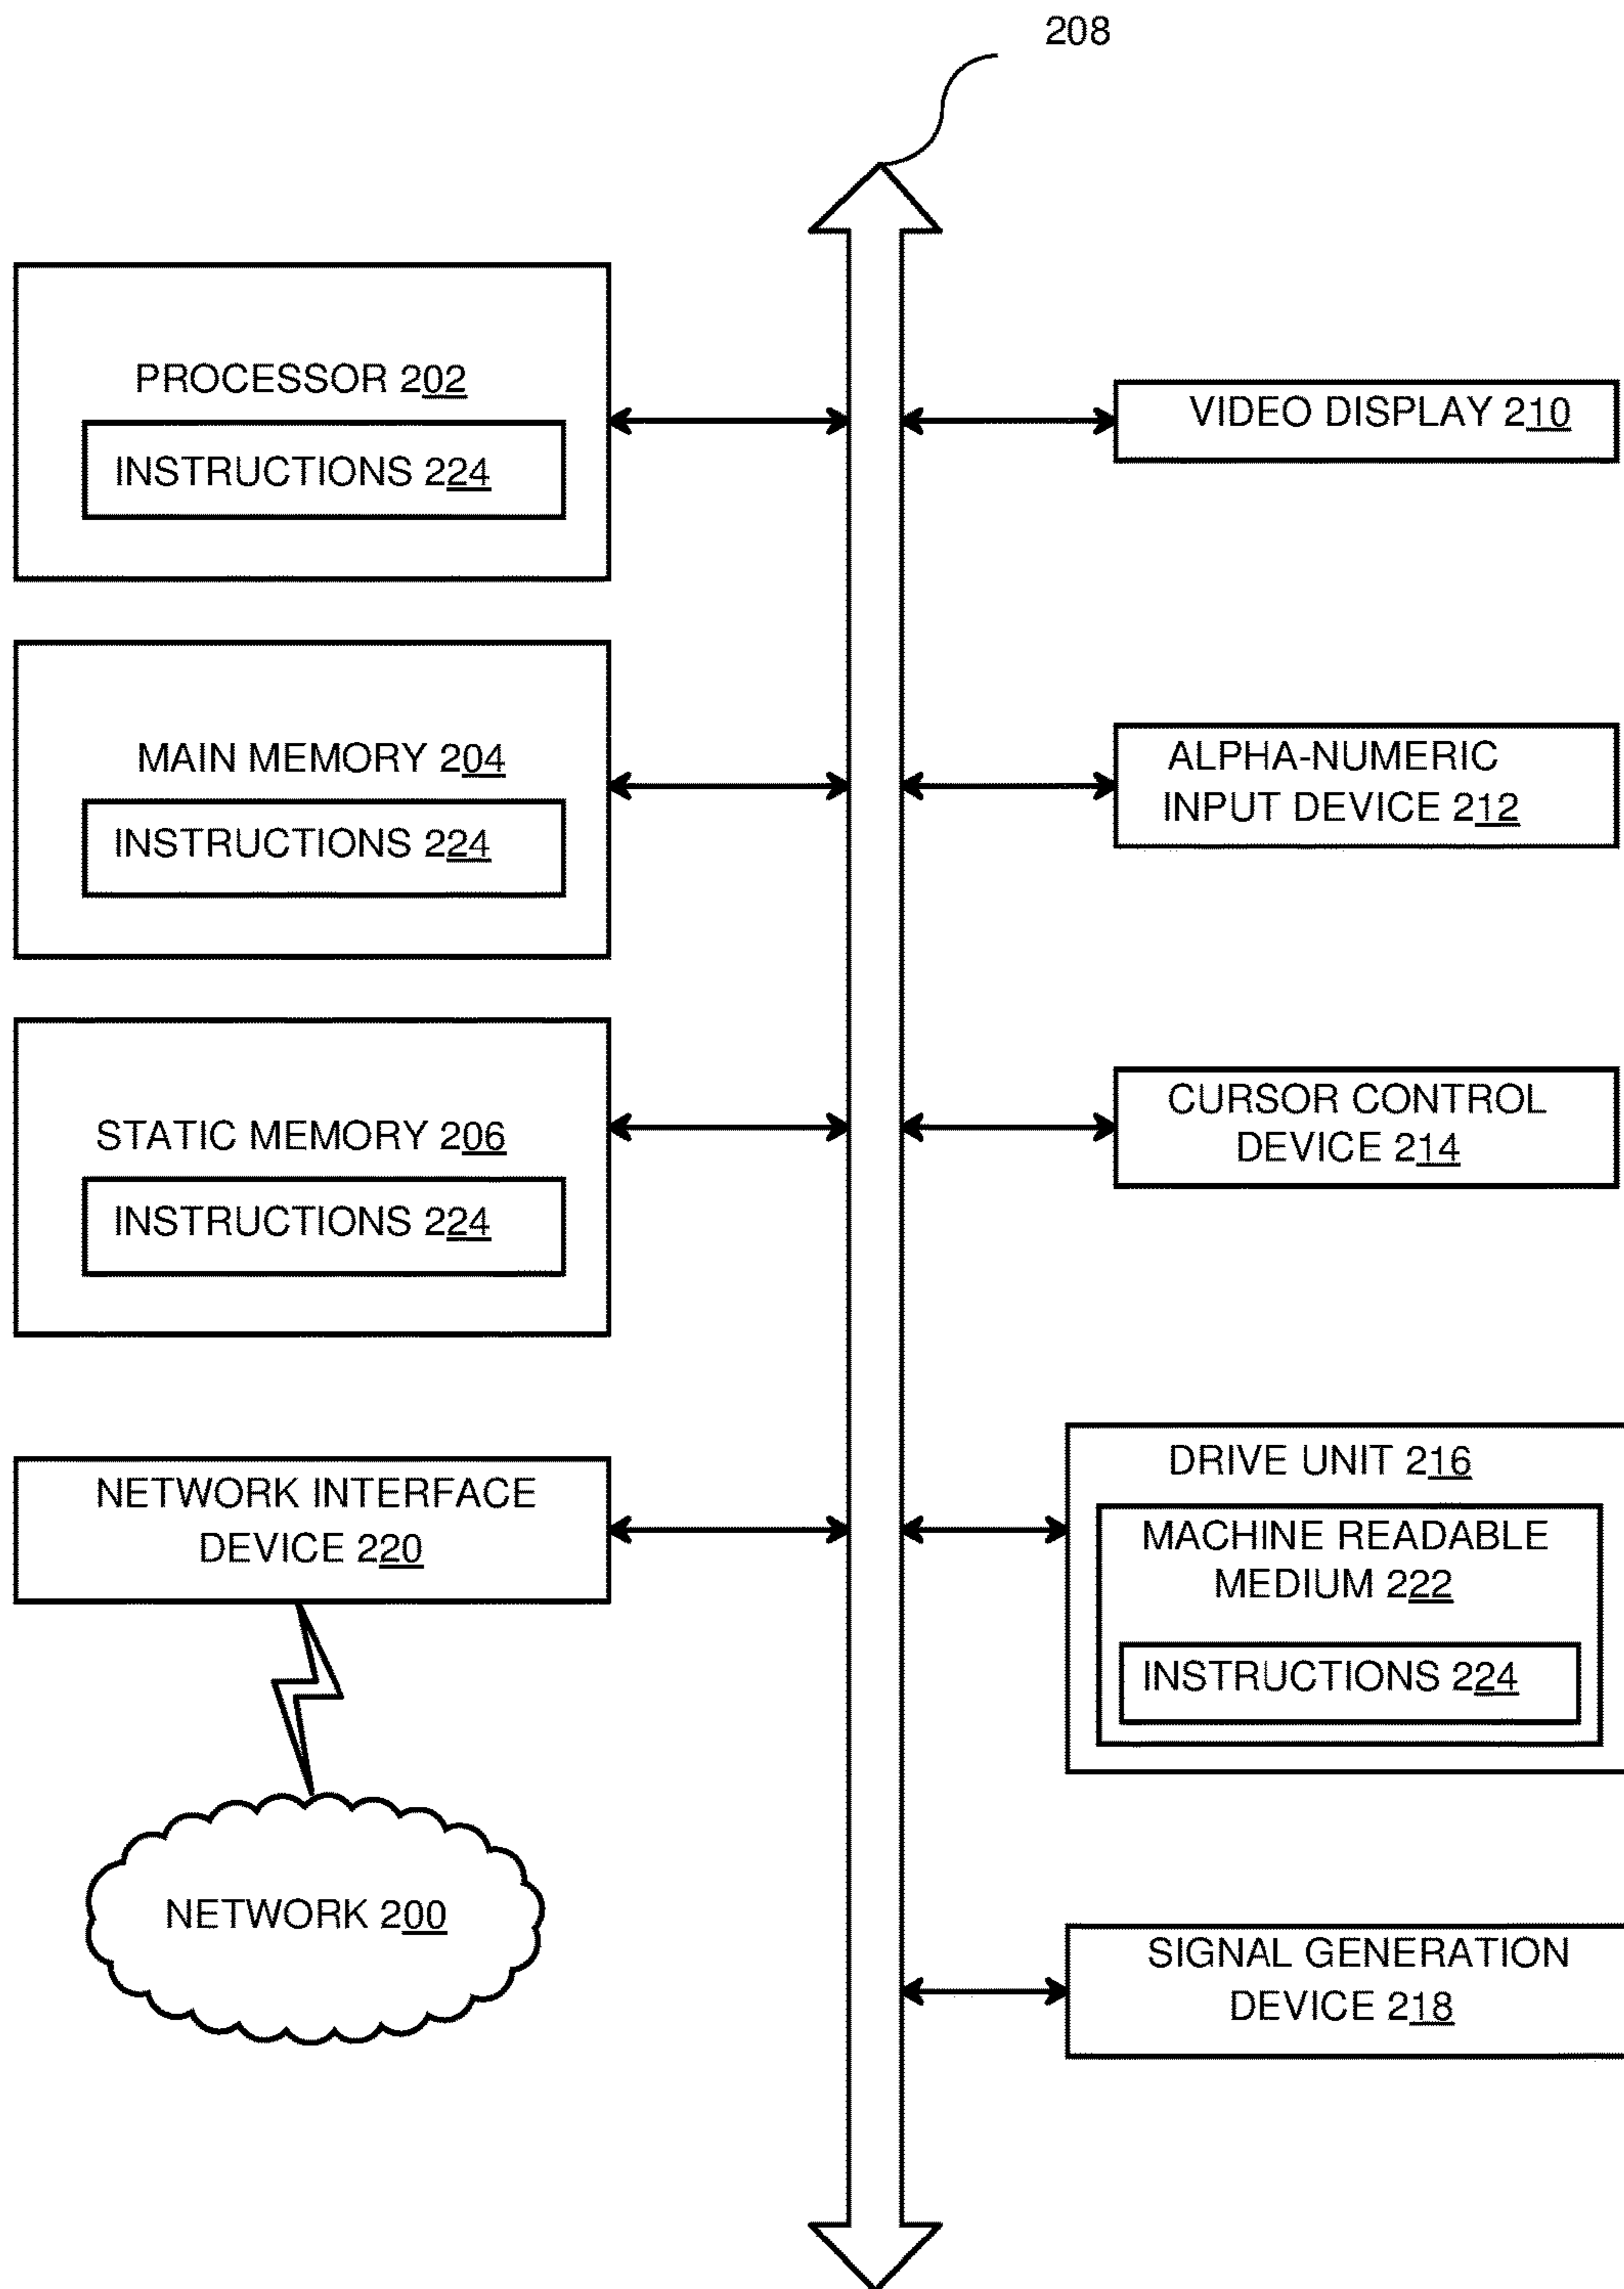 208
PROCESSOR 202
INSTRUCTIONS 224
MAIN MEMORY 204
INSTRUCTIONS 224
STATIC MEMORY 206
INSTRUCTIONS 224
NETWORK INTERFACE
DEVICE 220
NETWORK 200
VIDEO DISPLAY 210
ALPHA-NUMERIC
INPUT DEVICE 212
CURSOR CONTROL
DEVICE 214
DRIVE UNIT 216
MACHINE READABLE
MEDIUM 222
INSTRUCTIONS 224
SIGNAL GENERATION
DEVICE 218